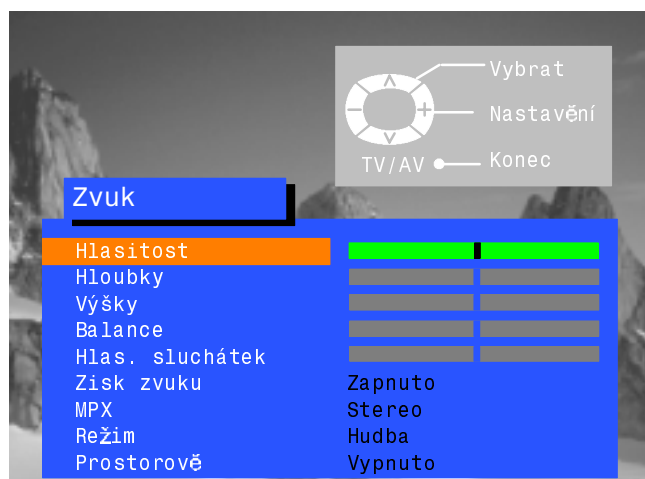 Vybrat
Nastavění
TV/AV
Konec
Zvuk
Hlasitost
Hloubky
Výšky
Balance
Hlas. sluchátek
Zisk zvuku Zapnuto
MPX Stereo
Režim Hudba
Prostorově Vypnuto